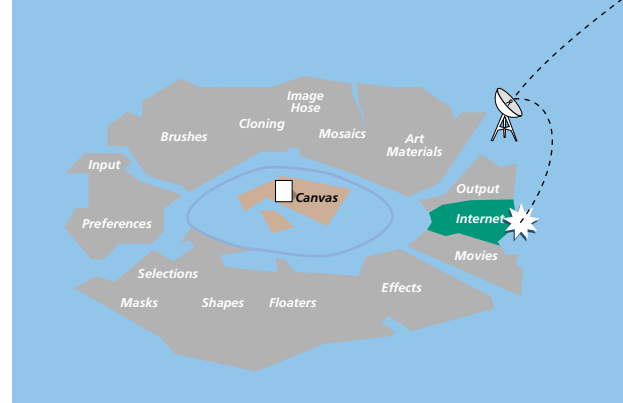 Image
Hose
Cloning
Brushes
Mosaics
Art
Materials
R
Input
Output
Canvas
Preferences
Internet
Movies
Selections
Effects
Masks
Shapes
Floaters